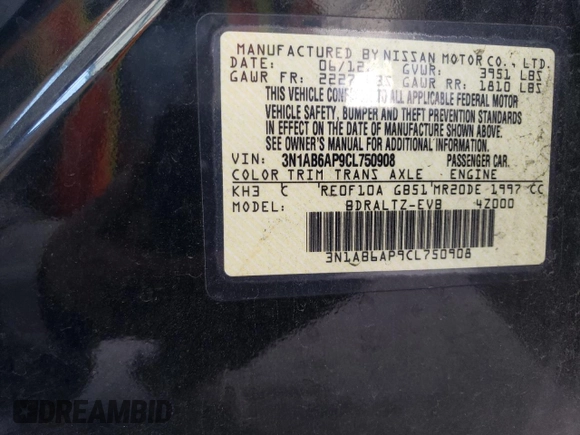 MANUFACTURED BY NISSAN MOTOR CO., LTD.
DATE: 06/12 GVUR: 3951 LBS
GAWR FR: 2227 GAWR RR: 1810 LBS
THIS VEHICLE CONFORMS TO ALL APPLICABLE FEDERAL MOTOR
VEHICLE SAFETY, BUMPER AND THEFT PREVENTION STANDARDS
IN EFFECT ON THE DATE OF MANUFACTURE SHOWN ABOVE.
SEE OWNER'S MANUAL FOR ADDITIONAL INFORMATION.
VIN: 3N1AB6AP9CL750908 PASSENGER CAR.
COLOR TRIM TRANS AXLE ENGINE
KH3 C RE0F10A GB51 MR20DE 1997 CC
MODEL: BDRALTZ-EVB 4Z000
3N1AB6AP9CL750908
DREAMBID